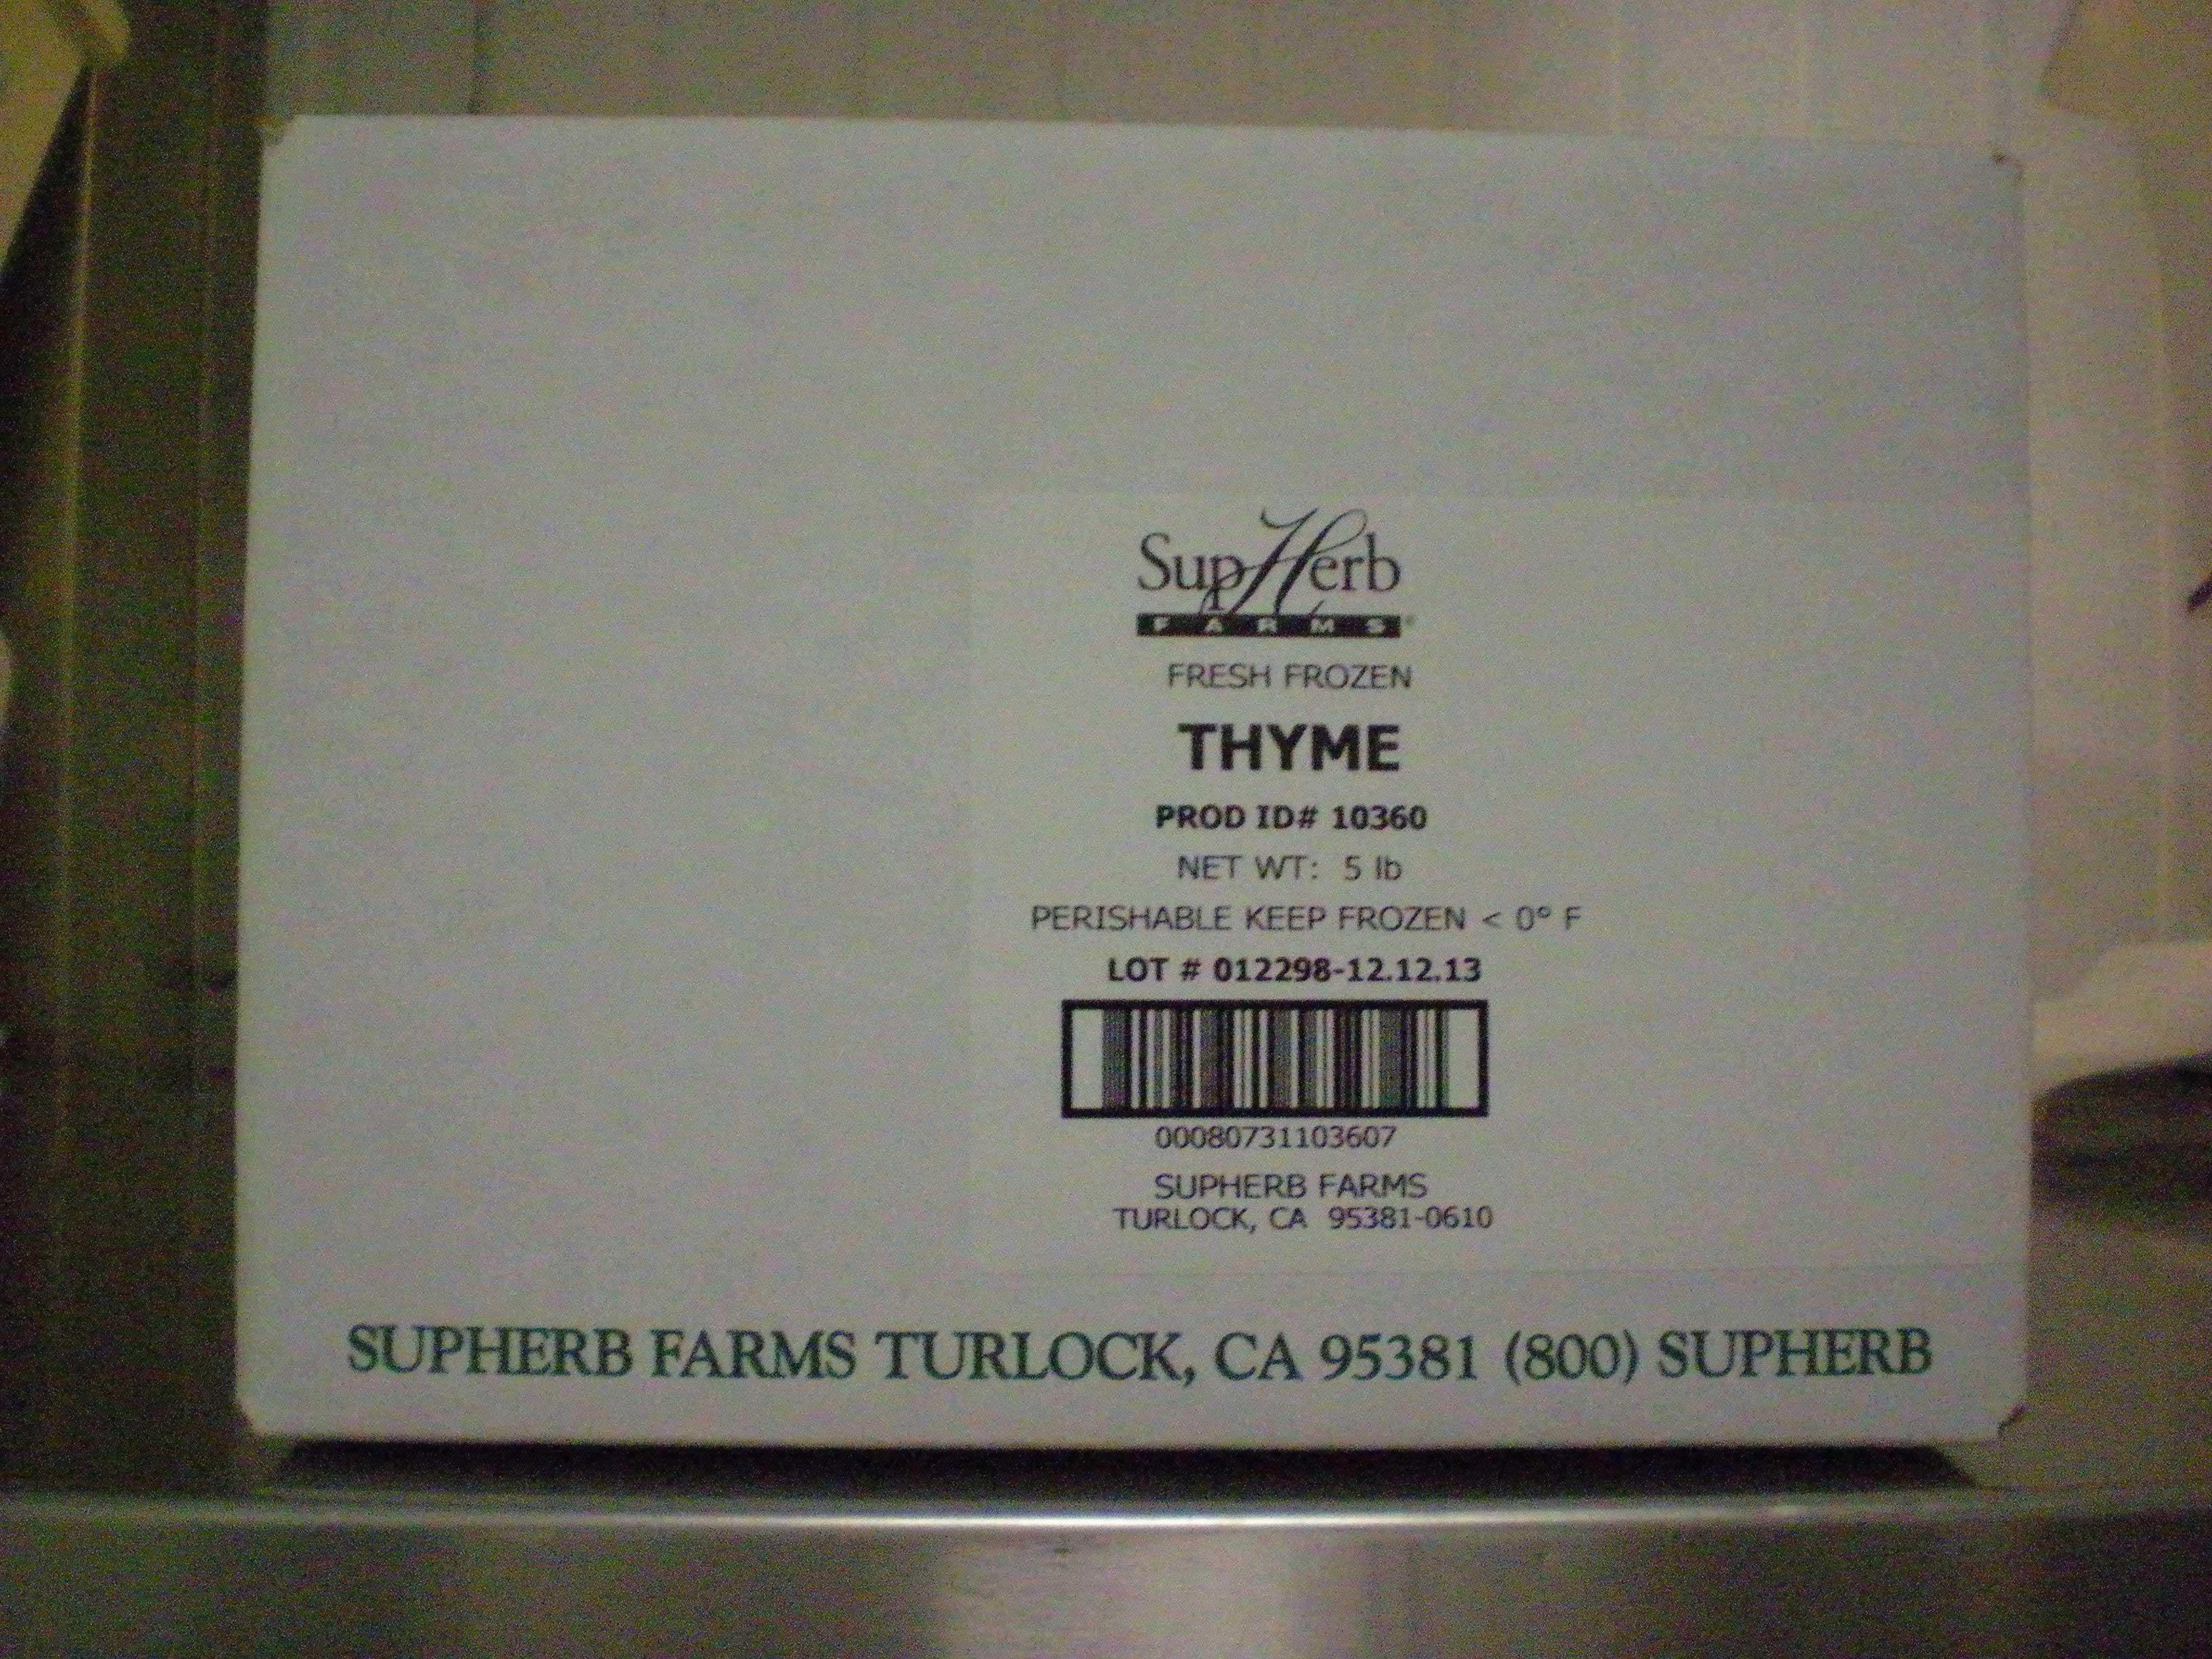 SupHerb
FARMS
FRESH FROZEN
THYME
PROD ID# 10360
NET WT: 5 lb
PERISHABLE KEEP FROZEN < 0° F
LOT # 012298-12.12.13
00080731103607
SUPHERB FARMS
TURLOCK, CA 95381-0610
SUPHERB FARMS TURLOCK, CA 95381 (800) SUPHERB